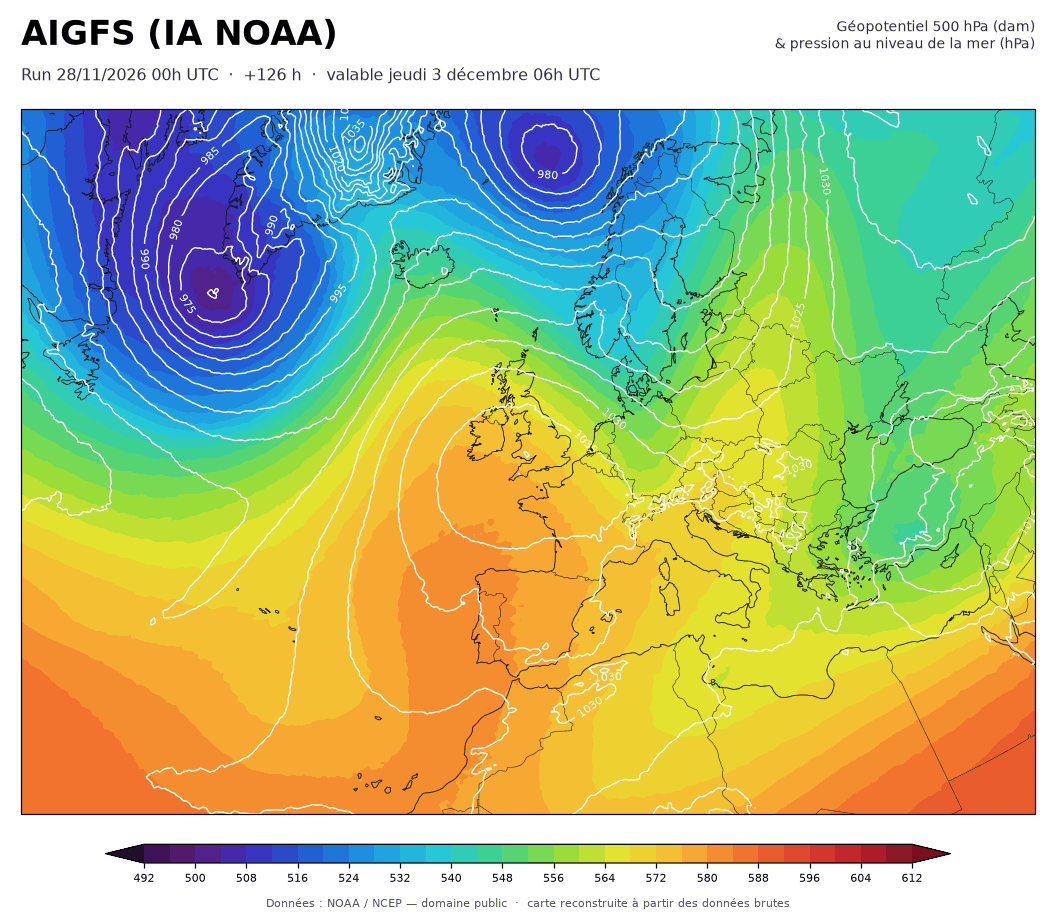 AIGFS (IA NOAA)
Géopotentiel 500 hPa (dam)
& pression au niveau de la mer (hPa)
Run 28/11/2026 00h UTC · +126 h · valable jeudi 3 décembre 06h UTC
1035
985
1020
980
1030
980
990
990
995
975
1025
1030
1030
1030
1030
492 500 508 516 524 532 540 548 556 564 572 580 588 596 604 612
Données : NOAA / NCEP — domaine public · carte reconstruite à partir des données brutes